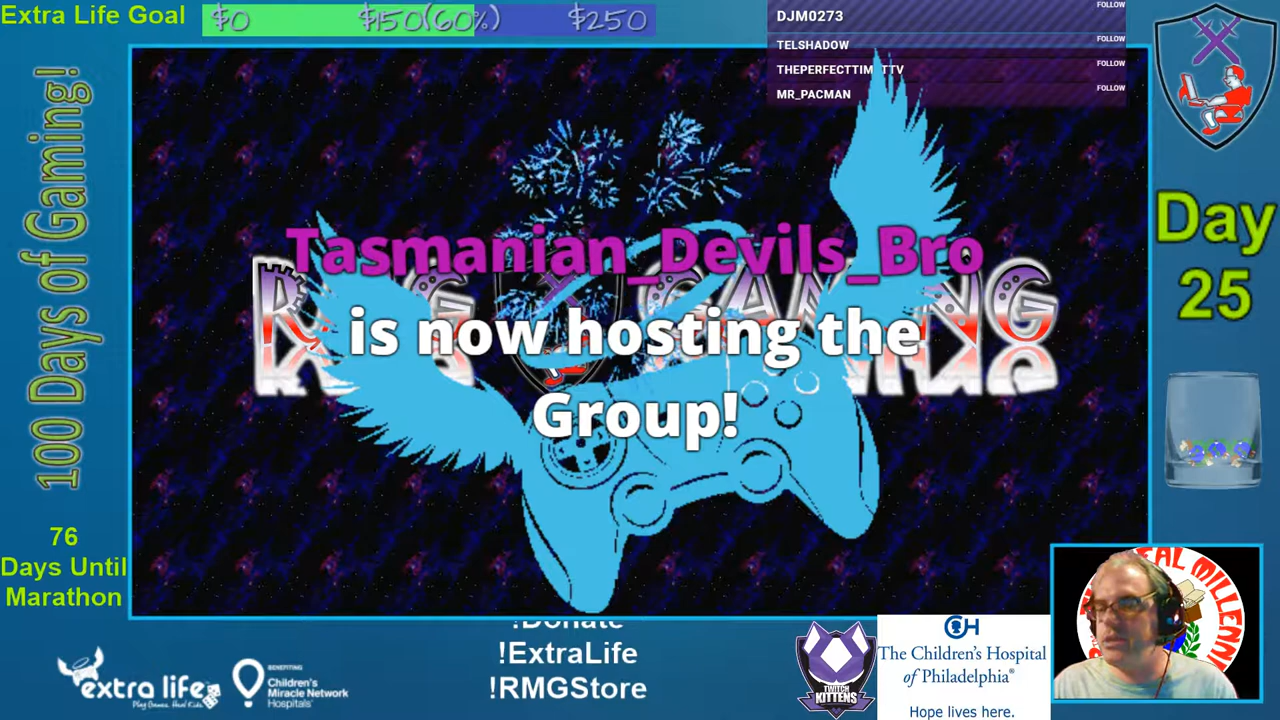 Extra Life Goal
$0 $150(60%) $250
DJM0273 FOLLOW
TELSHADOW FOLLOW
FOLLOW
MR_PACMAN FOLLOW
100 Days of Gaming!
Tasmanian_Devils_Bro
is now hosting the
Group!
GAMING
Day
25
76
Days Until
Marathon
!Donate
!ExtraLife
!RMGStore
extra life
Play Games. Heal Kids.
BENEFITING
Children's
Miracle Network
Hospitals
TWITCH
KITTENS
CH
The Children's Hospital
of Philadelphia®
Hope lives here.